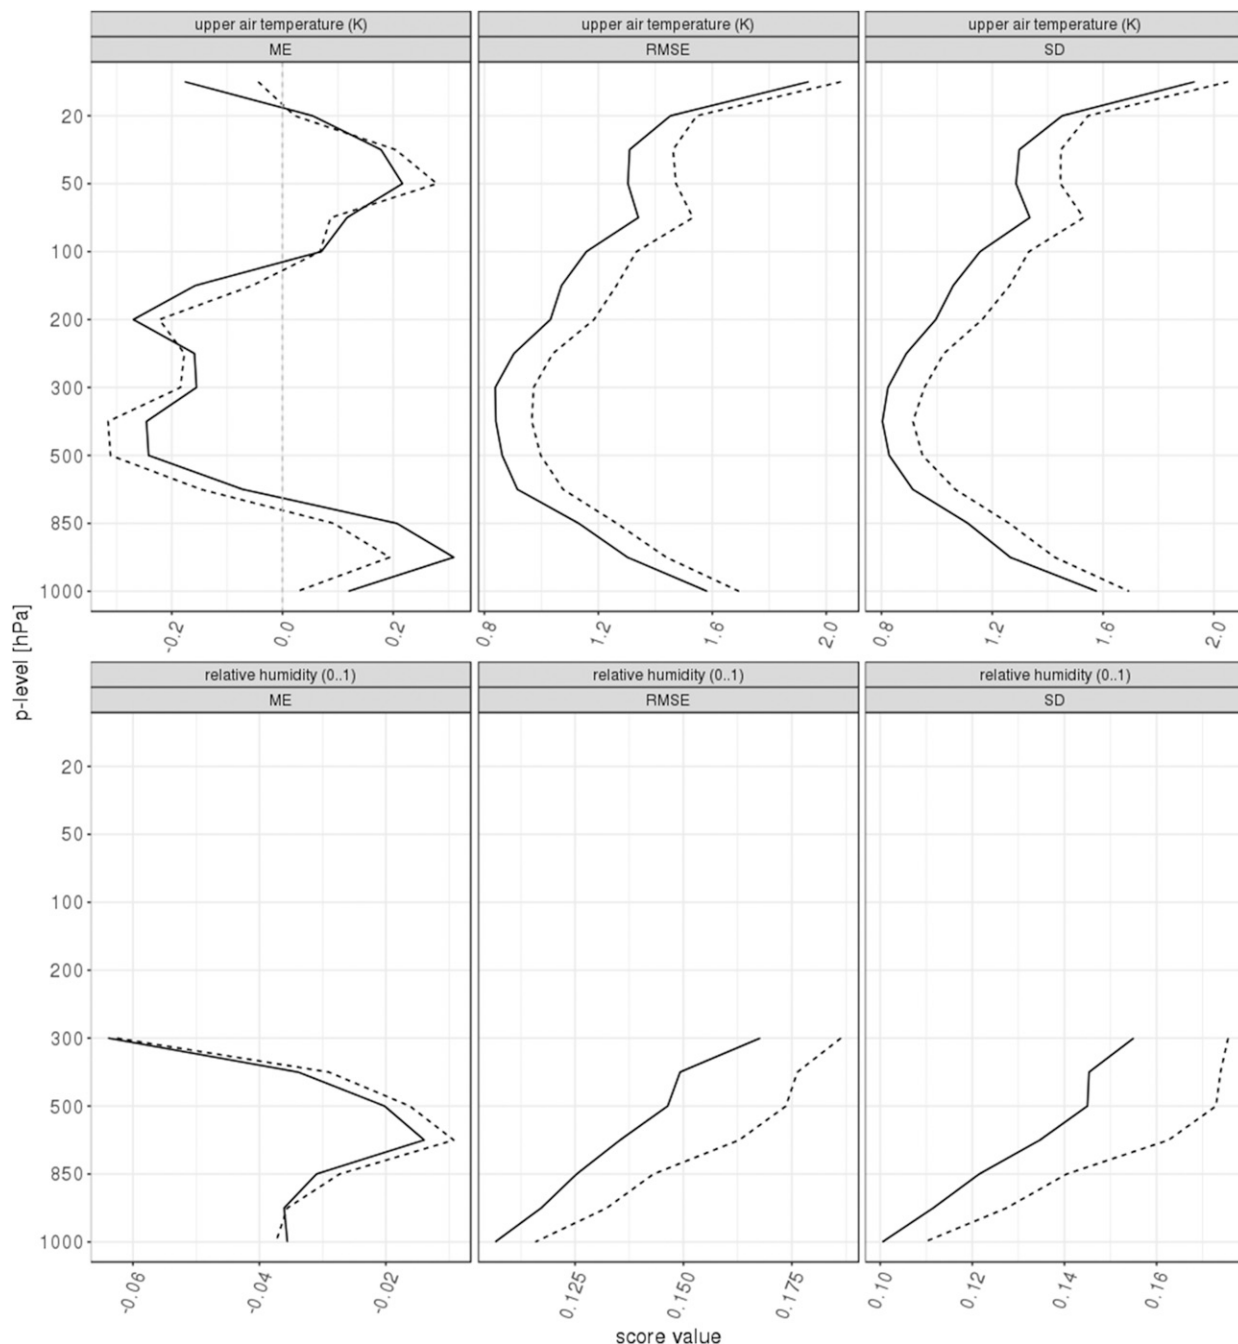 upper air temperature (K)
upper air temperature (K)
upper air temperature (K)
ME
RMSE
SD
20
50
100
200
300
500
850
1000
-0.2
0.0
0.2
0.8
1.2
1.6
2.0
0.8
1.2
1.6
2.0
p-level [hPa]
relative humidity (0..1)
relative humidity (0..1)
relative humidity (0..1)
ME
RMSE
SD
20
50
100
200
300
500
850
1000
-0.06
-0.04
-0.02
0.125
0.150
0.175
0.10
0.12
0.14
0.16
score value